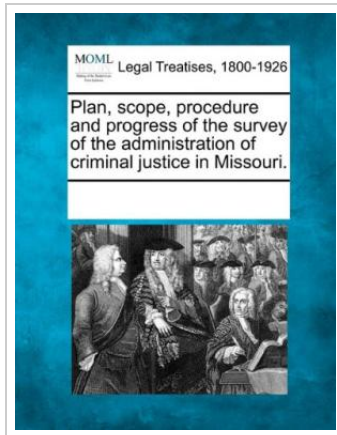 MOML
Legal Treatises, 1800-1926
Plan, scope, procedure
and progress of the survey
of the administration of
criminal justice in Missouri.